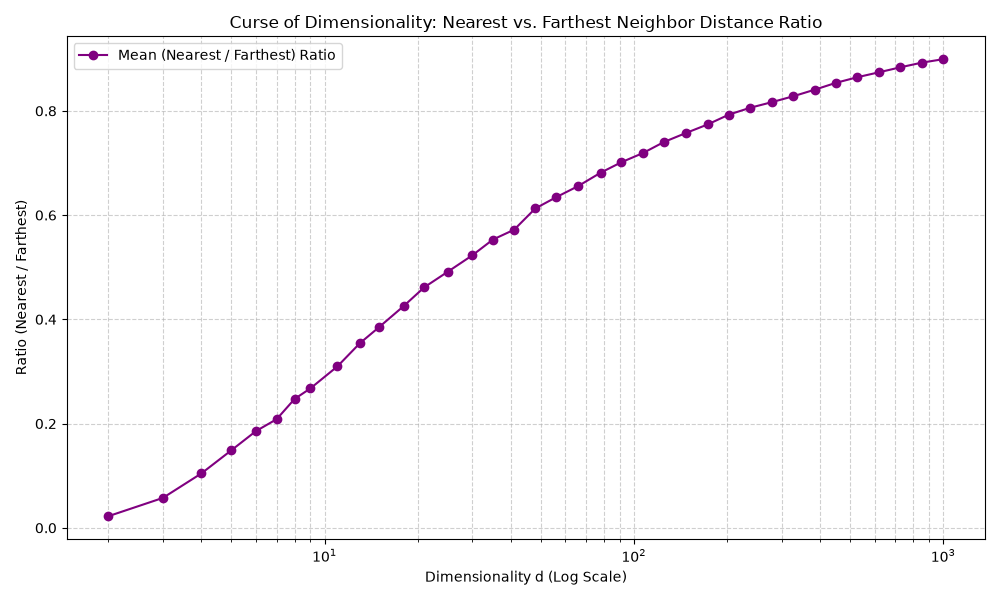 Curse of Dimensionality: Nearest vs. Farthest Neighbor Distance Ratio
Mean (Nearest / Farthest) Ratio
Ratio (Nearest / Farthest)
0.8
0.6
0.4
0.2
0.0
10¹ 10² 10³
Dimensionality d (Log Scale)